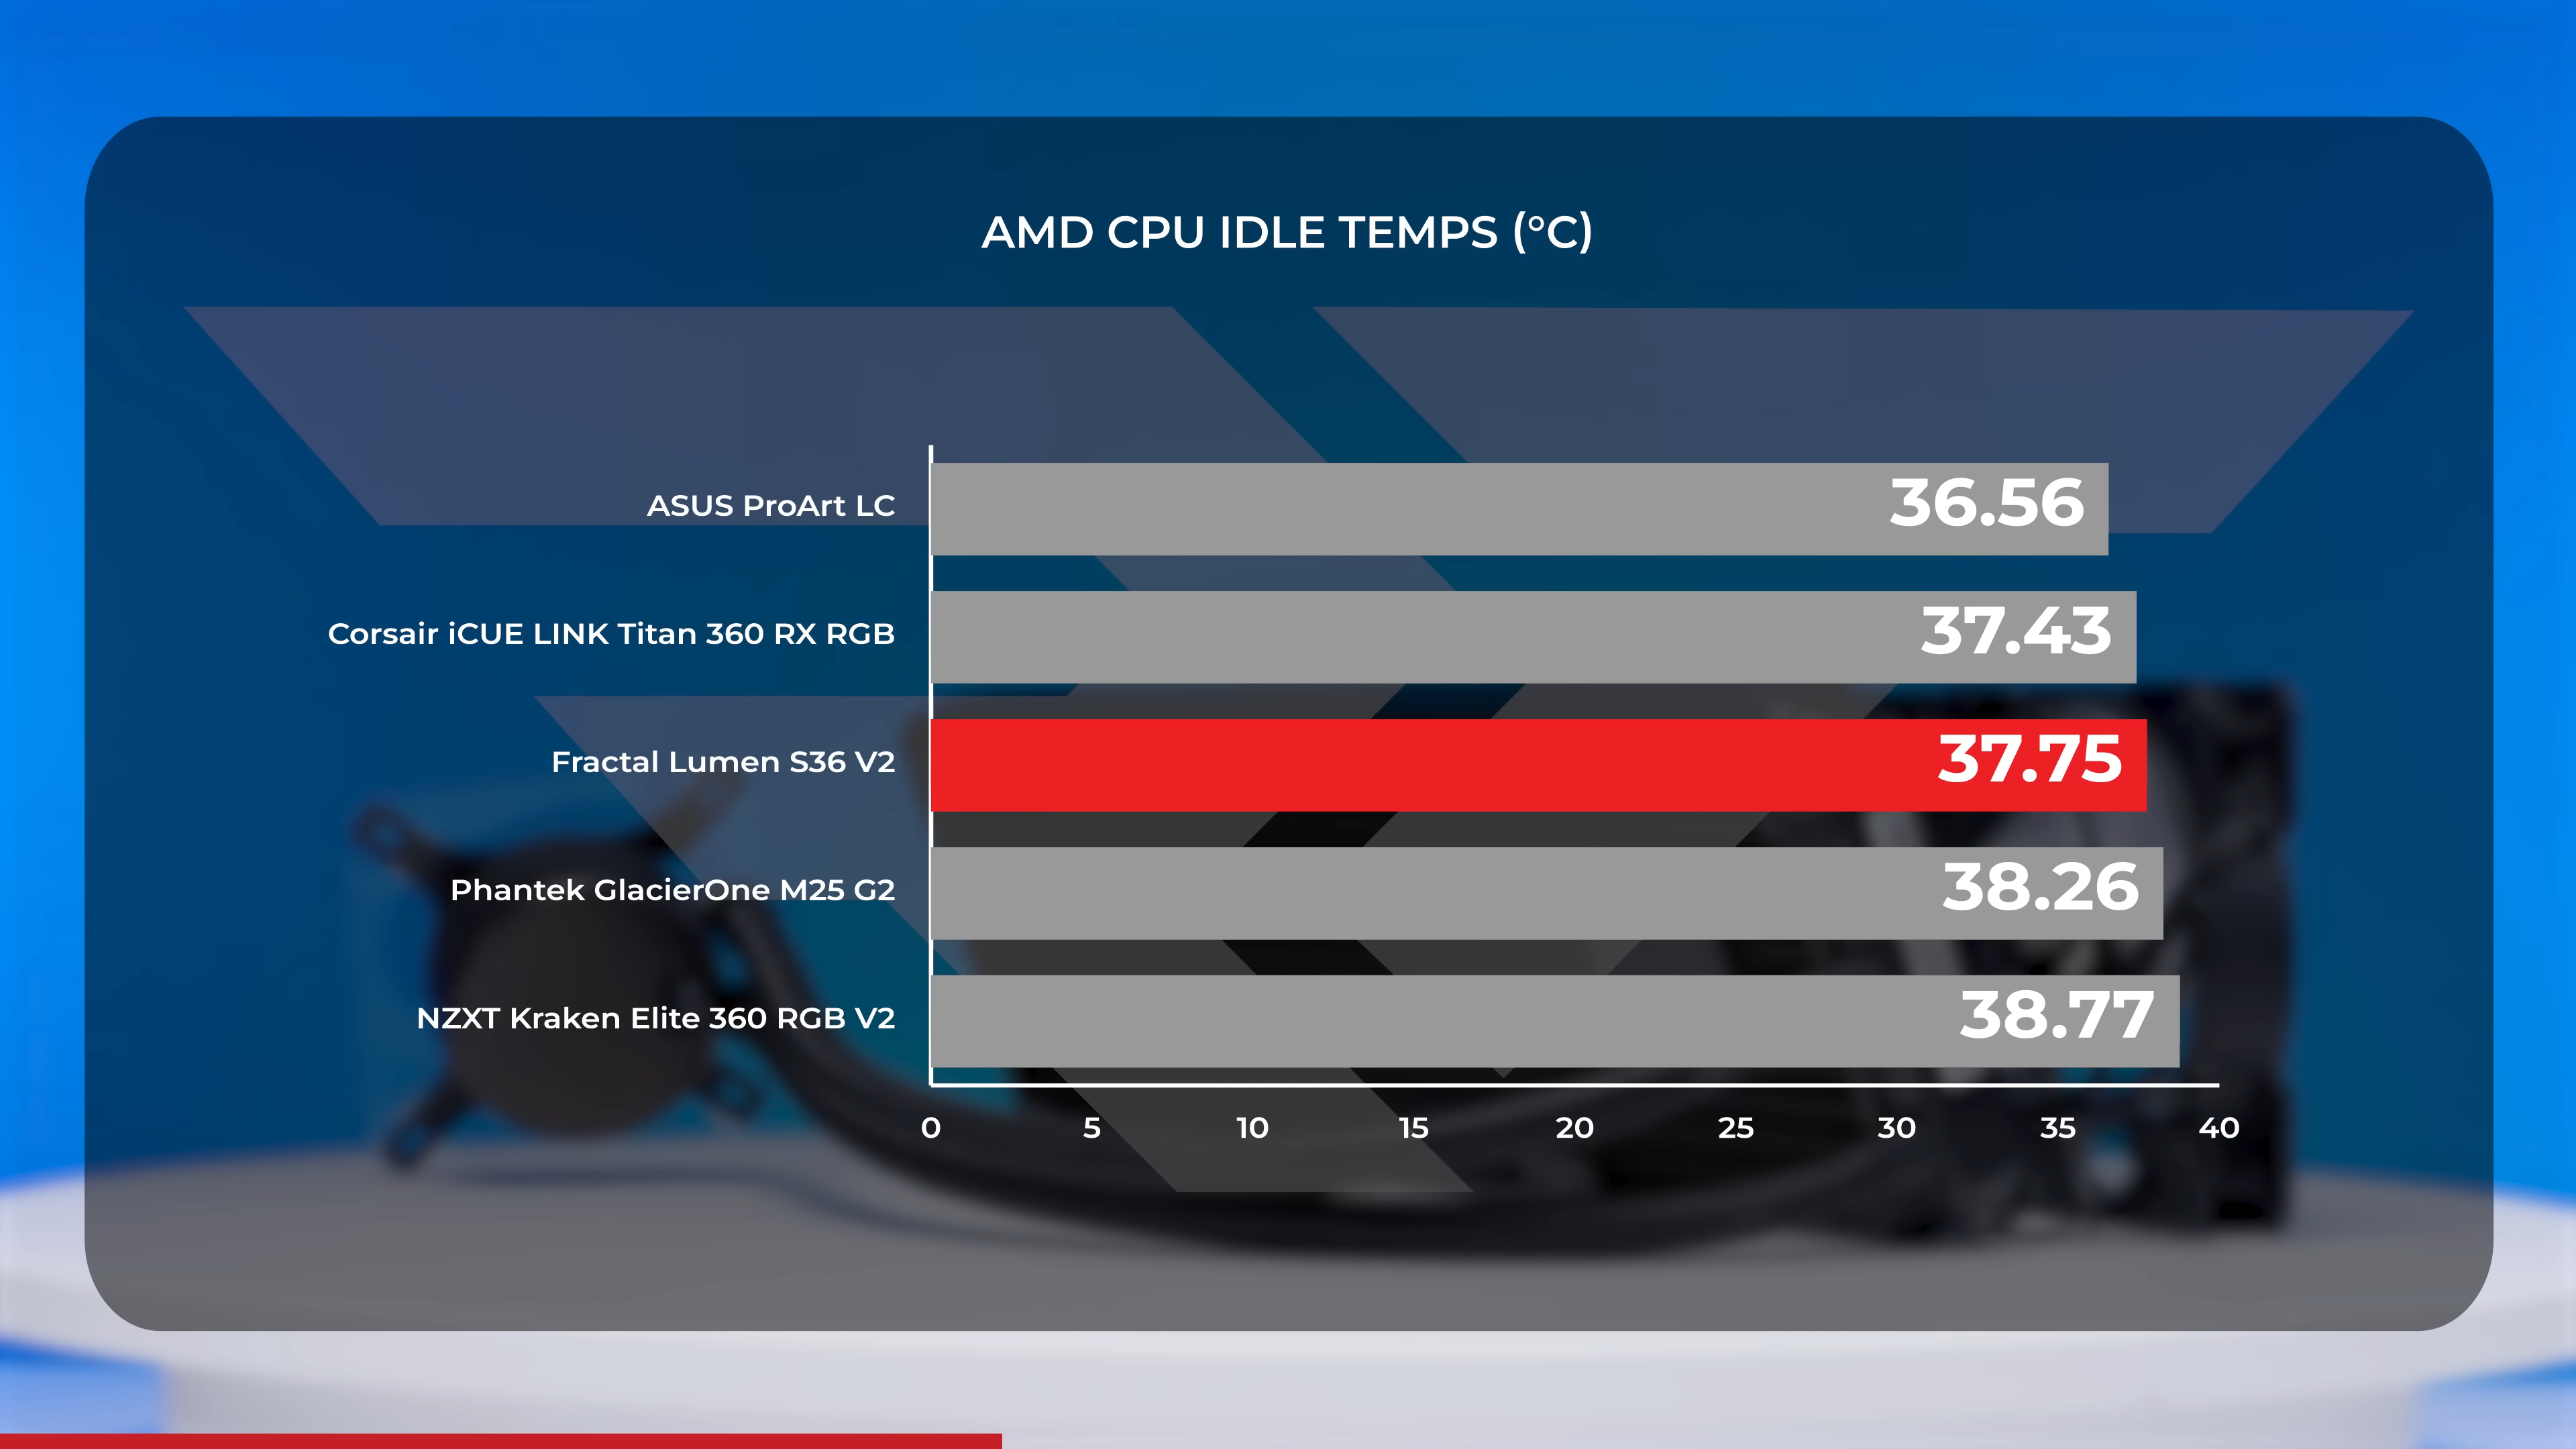 AMD CPU IDLE TEMPS (°C)
ASUS ProArt LC 36.56
Corsair iCUE LINK Titan 360 RX RGB 37.43
Fractal Lumen S36 V2 37.75
Phantek GlacierOne M25 G2 38.26
NZXT Kraken Elite 360 RGB V2 38.77
0 5 10 15 20 25 30 35 40